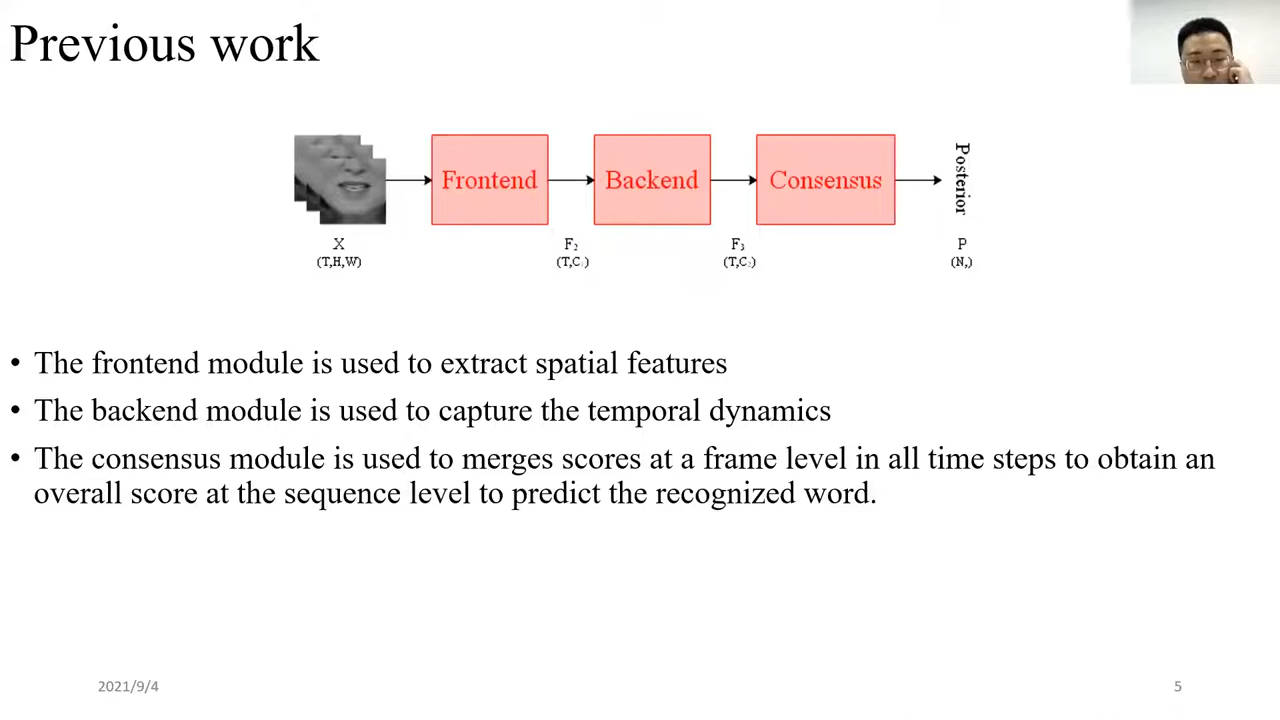 Previous work
Frontend
Backend
Consensus
Posterior
X
F₂
F₃
P
(T,H,W)
(T,C₁)
(T,C₂)
(N,)
• The frontend module is used to extract spatial features
• The backend module is used to capture the temporal dynamics
• The consensus module is used to merges scores at a frame level in all time steps to obtain an
overall score at the sequence level to predict the recognized word.
2021/9/4
5